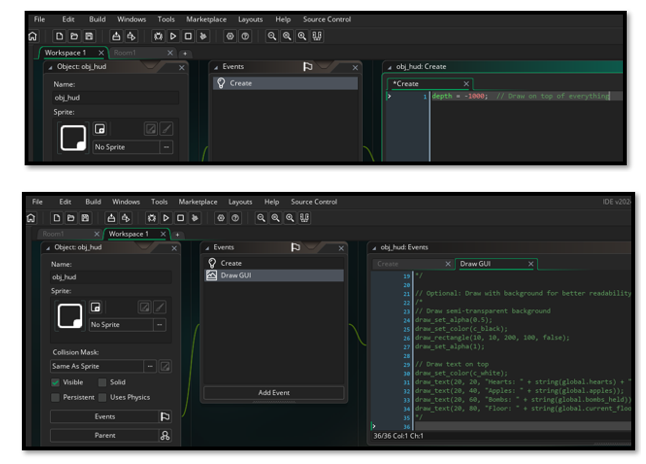 File Edit Build Windows Tools Marketplace Layouts Help Source Control
Workspace 1 Room1
Object: obj_hud
Name:
obj_hud
Sprite:
No Sprite
Events
Create
obj_hud: Create
*Create
1 depth = -1000; // Draw on top of everything
File Edit Build Windows Tools Marketplace Layouts Help Source Control IDE v202
Room1 Workspace 1
Object: obj_hud
Name:
obj_hud
Sprite:
No Sprite
Collision Mask:
Same As Sprite
Visible Solid
Persistent Uses Physics
Events
Parent
Events
Create
Draw GUI
Add Event
obj_hud: Events
Create Draw GUI
19 */
20
21 // Optional: Draw with background for better readability
22 /*
23 // Draw semi-transparent background
24 draw_set_alpha(0.5);
25 draw_set_color(c_black);
26 draw_rectangle(10, 10, 200, 100, false);
27 draw_set_alpha(1);
28
29 // Draw text on top
30 draw_set_color(c_white);
31 draw_text(20, 20, "Hearts: " + string(global.hearts) + "
32 draw_text(20, 40, "Apples: " + string(global.apples));
33 draw_text(20, 60, "Bombs: " + string(global.bombs_held))
34 draw_text(20, 80, "Floor: " + string(global.current_floo
35 */
36
36/36 Col:1 Ch:1